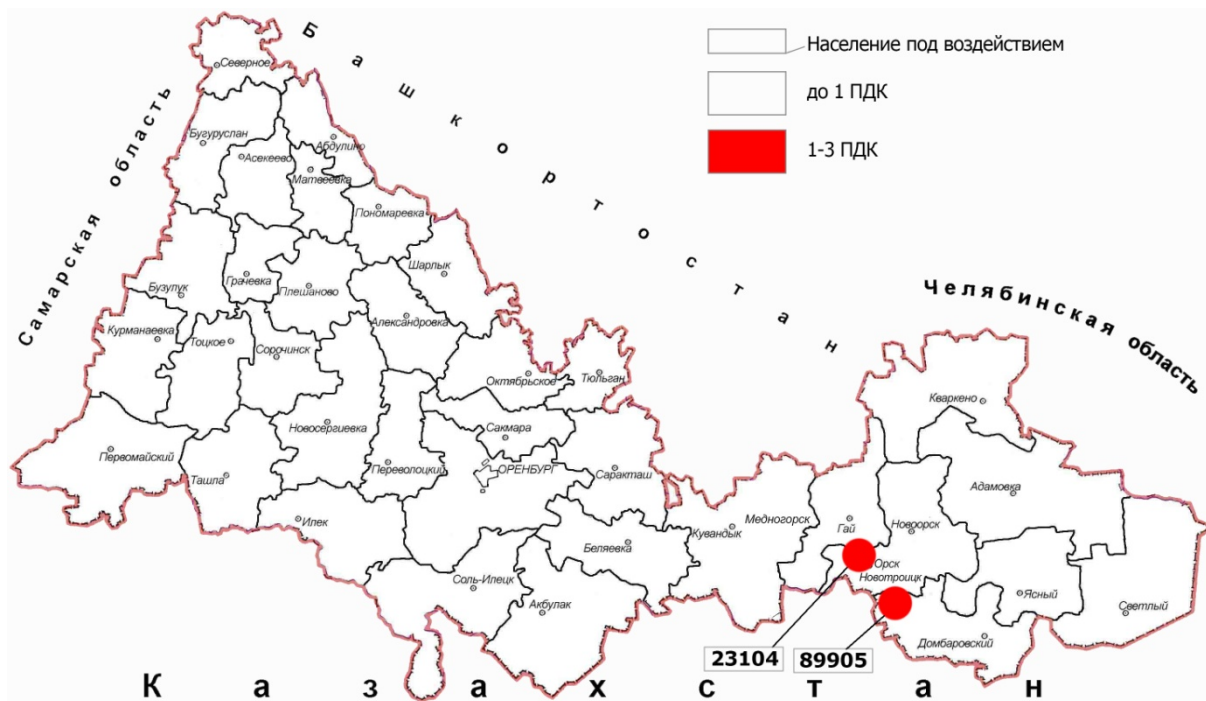 Башкортостан
Самарская область
Челябинская область
Казахстан
Население под воздействием
до 1 ПДК
1-3 ПДК
Северное
Бугуруслан
Абдулино
Асекеево
Матвеевка
Пономаревка
Грачевка
Шарлык
Бузулук
Плешаново
Александровка
Курманаевка
Тоцкое
Сорочинск
Октябрьское
Тюльган
Кваркено
Новосергиевка
Сакмара
Первомайский
Ташла
Переволоцкий
ОРЕНБУРГ
Саракташ
Адамовка
Илек
Медногорск
Кувандык
Гай
Новоорск
Беляевка
Орск
Новотроицк
Соль-Илецк
Акбулак
Ясный
Светлый
Домбаровский
23104
89905